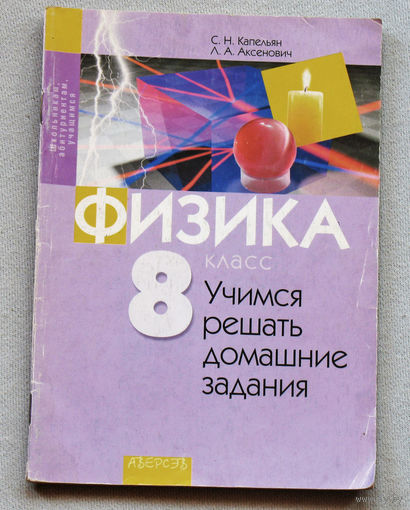 С. Н. Капельян
Л. А. Аксенович
школьникам,
абитуриентам,
учащимся
ФИЗИКА
класс
8
Учимся
решать
домашние
задания
АВЕРСЭВ